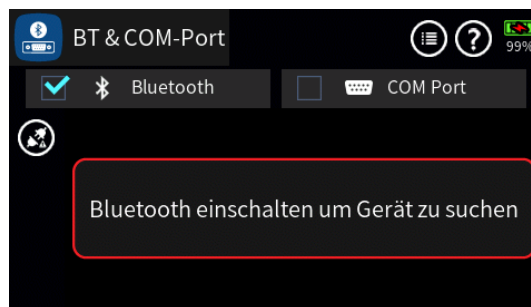 BT & COM-Port
?
99%
Bluetooth
COM Port
Bluetooth einschalten um Gerät zu suchen